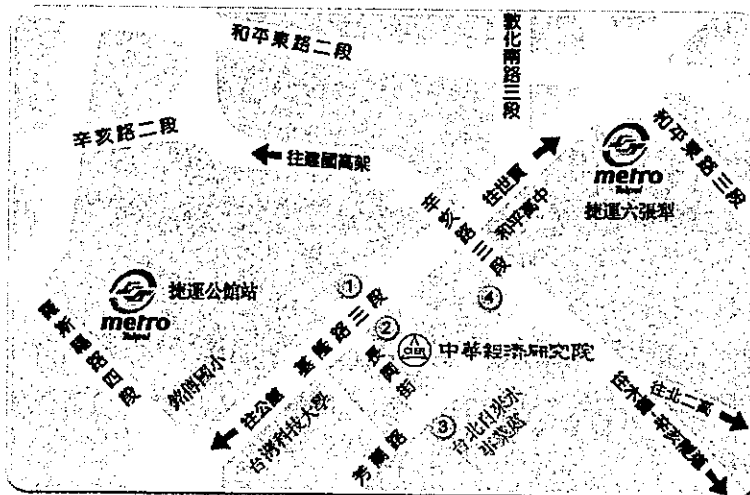 和平東路二段
敦化南路三段
辛亥路二段
往建國高架
往世貿
和平高中
metro
Taipei
捷運六張犁
和平東路三段
辛亥路三段
metro
Taipei
捷運公館站
羅斯福路四段
①
②
④
基隆路三段
長興街
CIER
中華經濟研究院
銘傳國小
往公館
台灣科技大學
芳蘭路
③
台北自來水
事業處
往北二高
往木柵·辛亥隧道